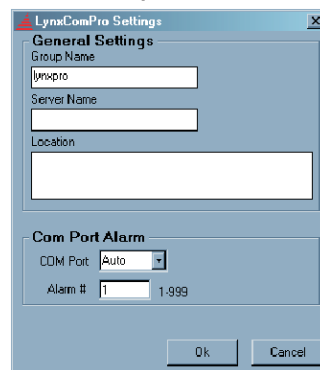 LynxComPro Settings
General Settings
Group Name
lynxpro
Server Name
Location
Com Port Alarm
COM Port Auto
Alarm # 1 1-999
Ok Cancel